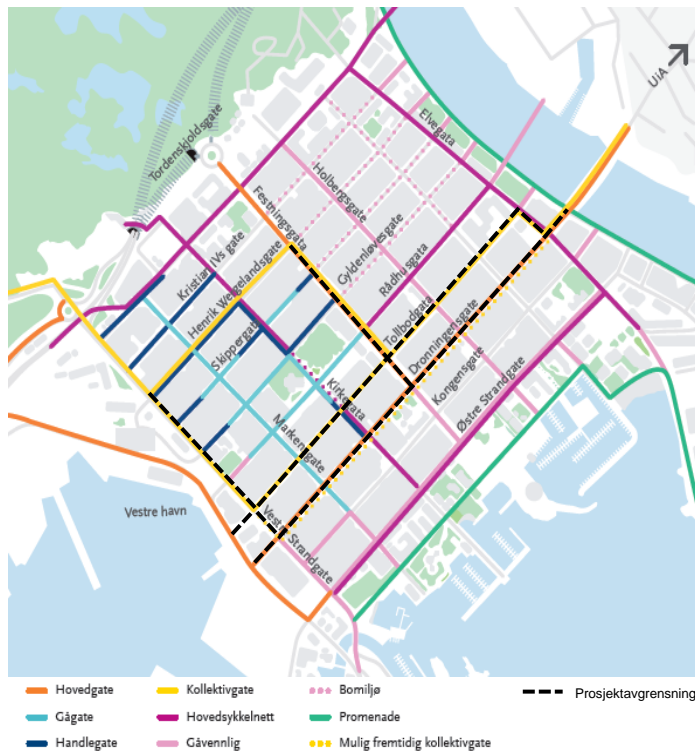 UiA
Elvegata
Tordenskjoldsgate
Holbergsgate
Festningsgata
Kristian IVs gate
Gyldenløvesgate
Henrik Wergelandsgate
Rådhusgata
Skippergata
Tollbodgata
Dronningensgate
Kongensgate
Kirkegata
Østre Strandgate
Markensgate
Vestre havn
Vestre Strandgate
Hovedgate
Kollektivgate
Bomiljø
Prosjektavgrensning
Gågate
Hovedsykkelnett
Promenade
Handlegate
Gåvennlig
Mulig fremtidig kollektivgate